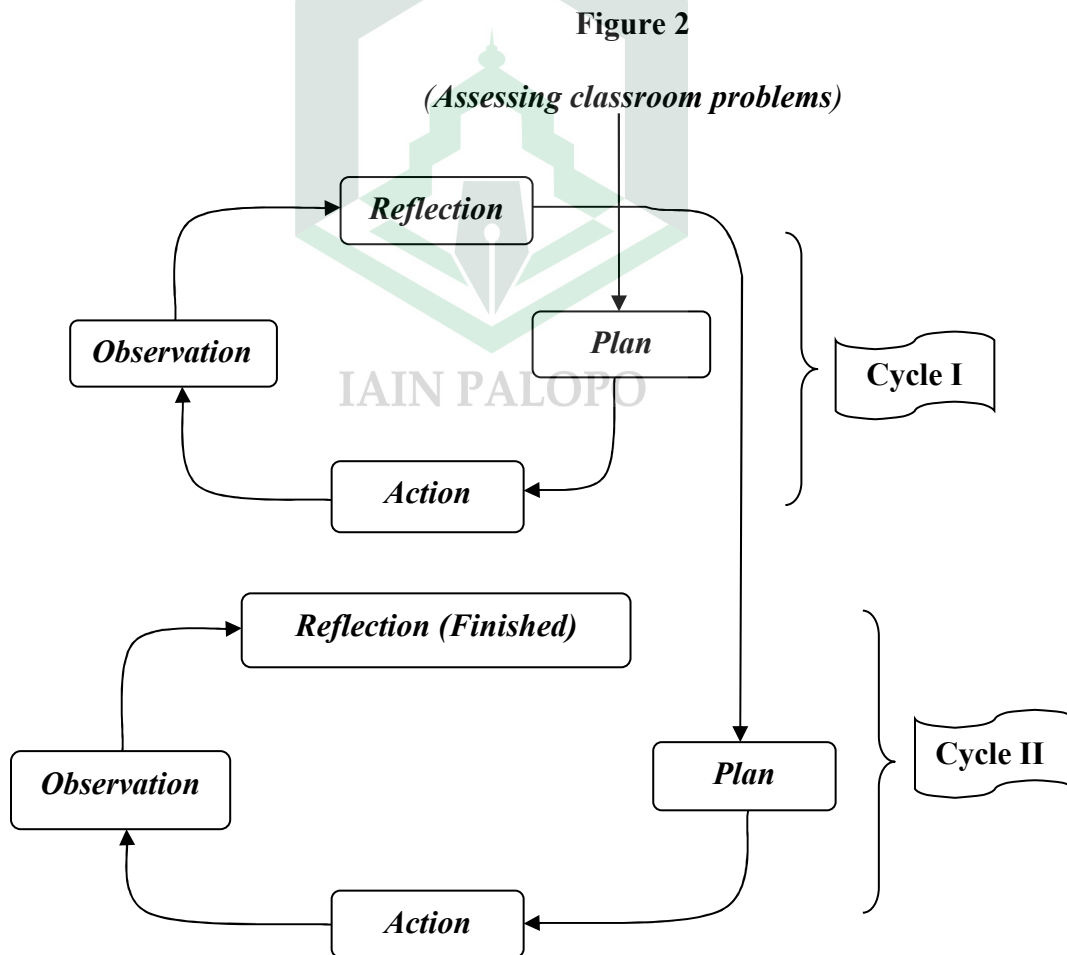 Figure 2
(Assessing classroom problems)
Reflection
Observation
Plan
Cycle I
IAIN PALOPO
Action
Reflection (Finished)
Observation
Plan
Cycle II
Action